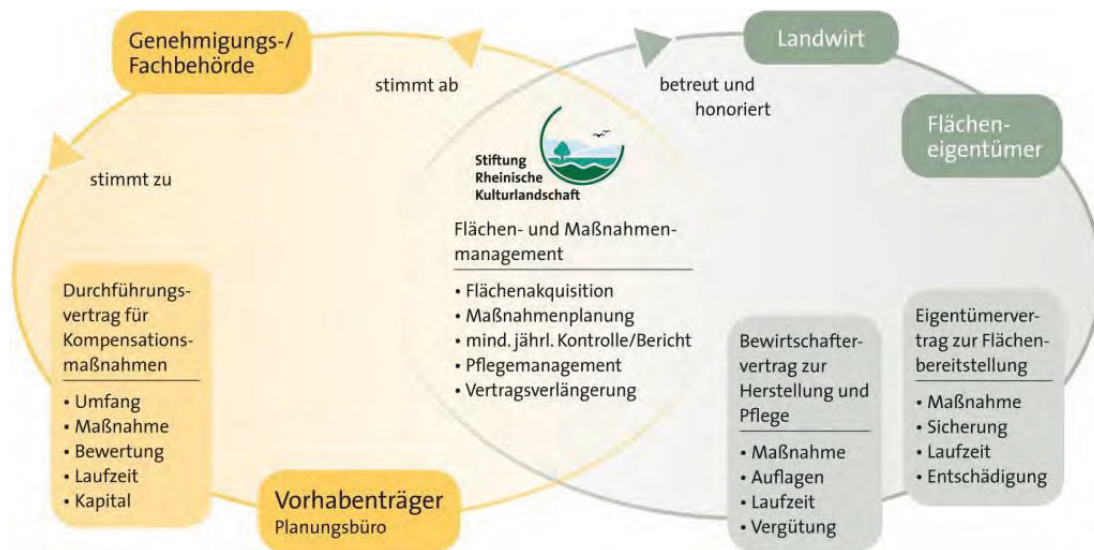 Genehmigungs-/
Fachbehörde
stimmt ab
stimmt zu
betreut und
honoriert
Landwirt
Flächen-
eigentümer
Stiftung
Rheinische
Kulturlandschaft
Flächen- und Maßnahmen-
management
• Flächenakquisition
• Maßnahmenplanung
• mind. jährl. Kontrolle/Bericht
• Pflegemanagement
• Vertragsverlängerung
Durchführungs-
vertrag für
Kompensations-
maßnahmen
• Umfang
• Maßnahme
• Bewertung
• Laufzeit
• Kapital
Vorhabenträger
Planungsbüro
Bewirtschafter-
vertrag zur
Herstellung und
Pflege
• Maßnahme
• Auflagen
• Laufzeit
• Vergütung
Eigentümerver-
trag zur Flächen-
bereitstellung
• Maßnahme
• Sicherung
• Laufzeit
• Entschädigung